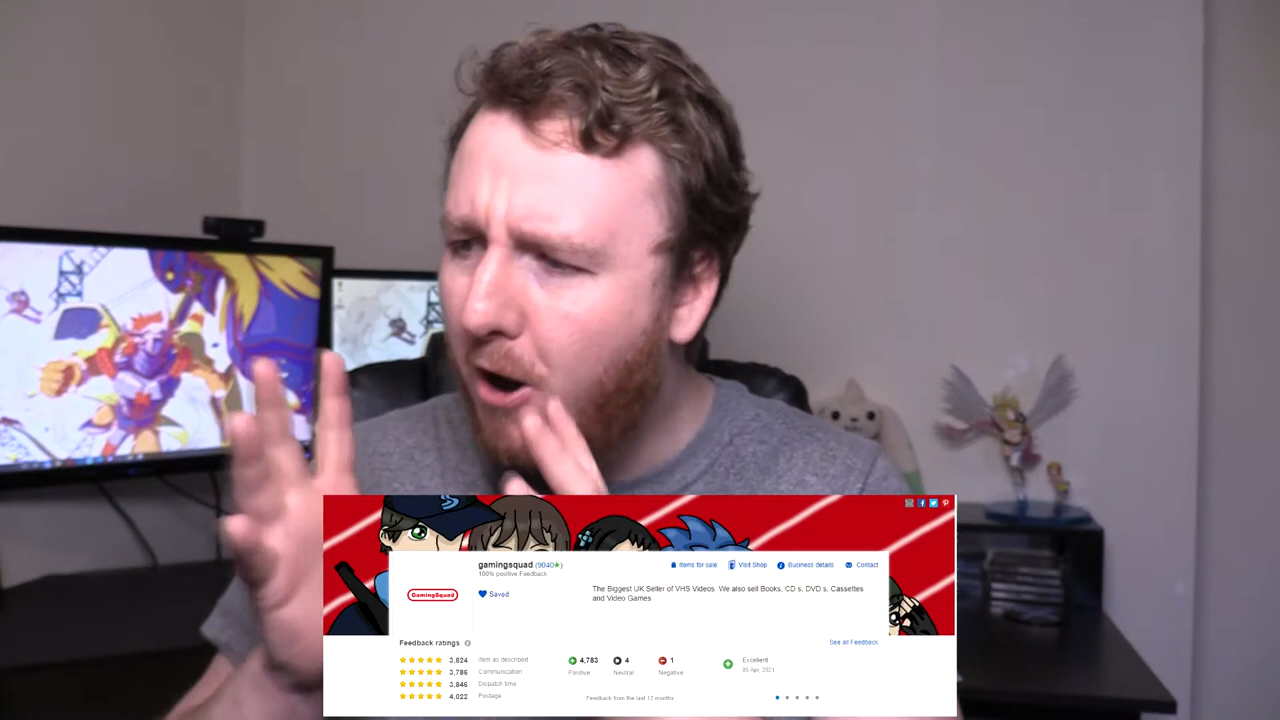 gamingsquad (9040★)
100% positive Feedback
Items for sale
Visit Shop
Business details
Contact
GamingSquad
Saved
The Biggest UK Seller of VHS Videos. We also sell Books, CD s, DVD s, Cassettes
and Video Games
Feedback ratings
See all Feedback
3,824 Item as described
3,786 Communication
3,846 Dispatch time
4,022 Postage
4,783 Positive
4 Neutral
1 Negative
Feedback from the last 12 months
Excellent
05 Apr, 2021